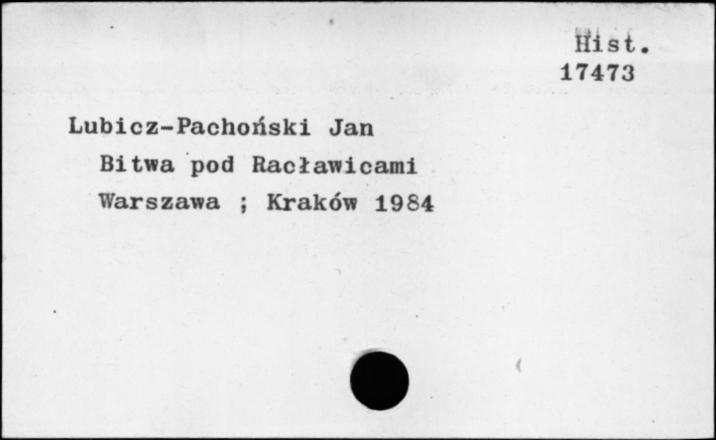 Hist.
17473
Lubicz-Pachoński Jan
Bitwa pod Racławicami
Warszawa ; Kraków 1984